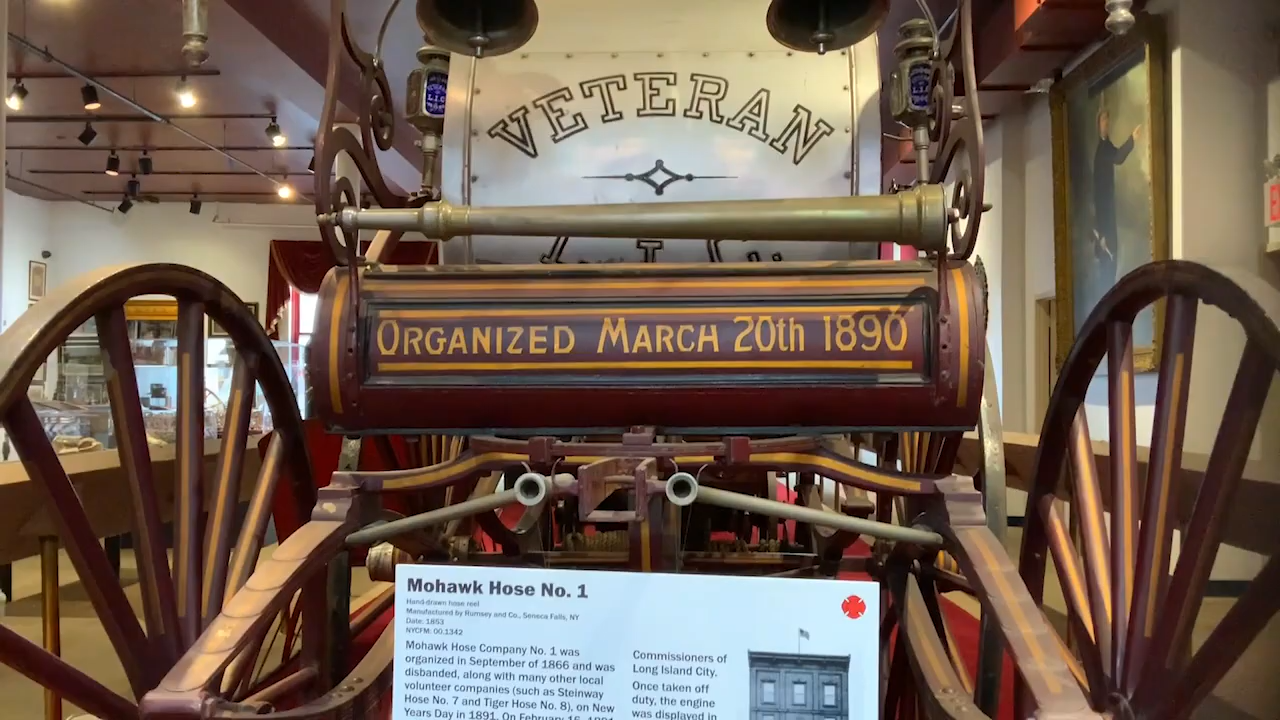 VETERAN
ORGANIZED MARCH 20th 1890
L.I.C.
L.I.C.
Mohawk Hose No. 1
Hand-drawn hose reel
Manufactured by Rumsey and Co., Seneca Falls, NY
Date: 1853
NYCFM: 00.1342
Mohawk Hose Company No. 1 was
organized in September of 1866 and was
disbanded, along with many other local
volunteer companies (such as Steinway
Hose No. 7 and Tiger Hose No. 8), on New
Years Day in 1891. On February
Commissioners of
Long Island City.
Once taken off
duty, the engine
was displayed in